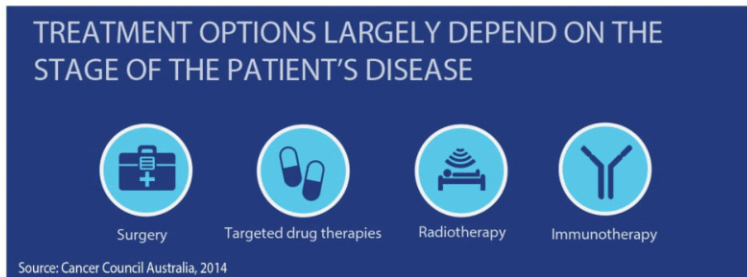 TREATMENT OPTIONS LARGELY DEPEND ON THE
STAGE OF THE PATIENT'S DISEASE
Surgery
Targeted drug therapies
Radiotherapy
Immunotherapy
Source: Cancer Council Australia, 2014